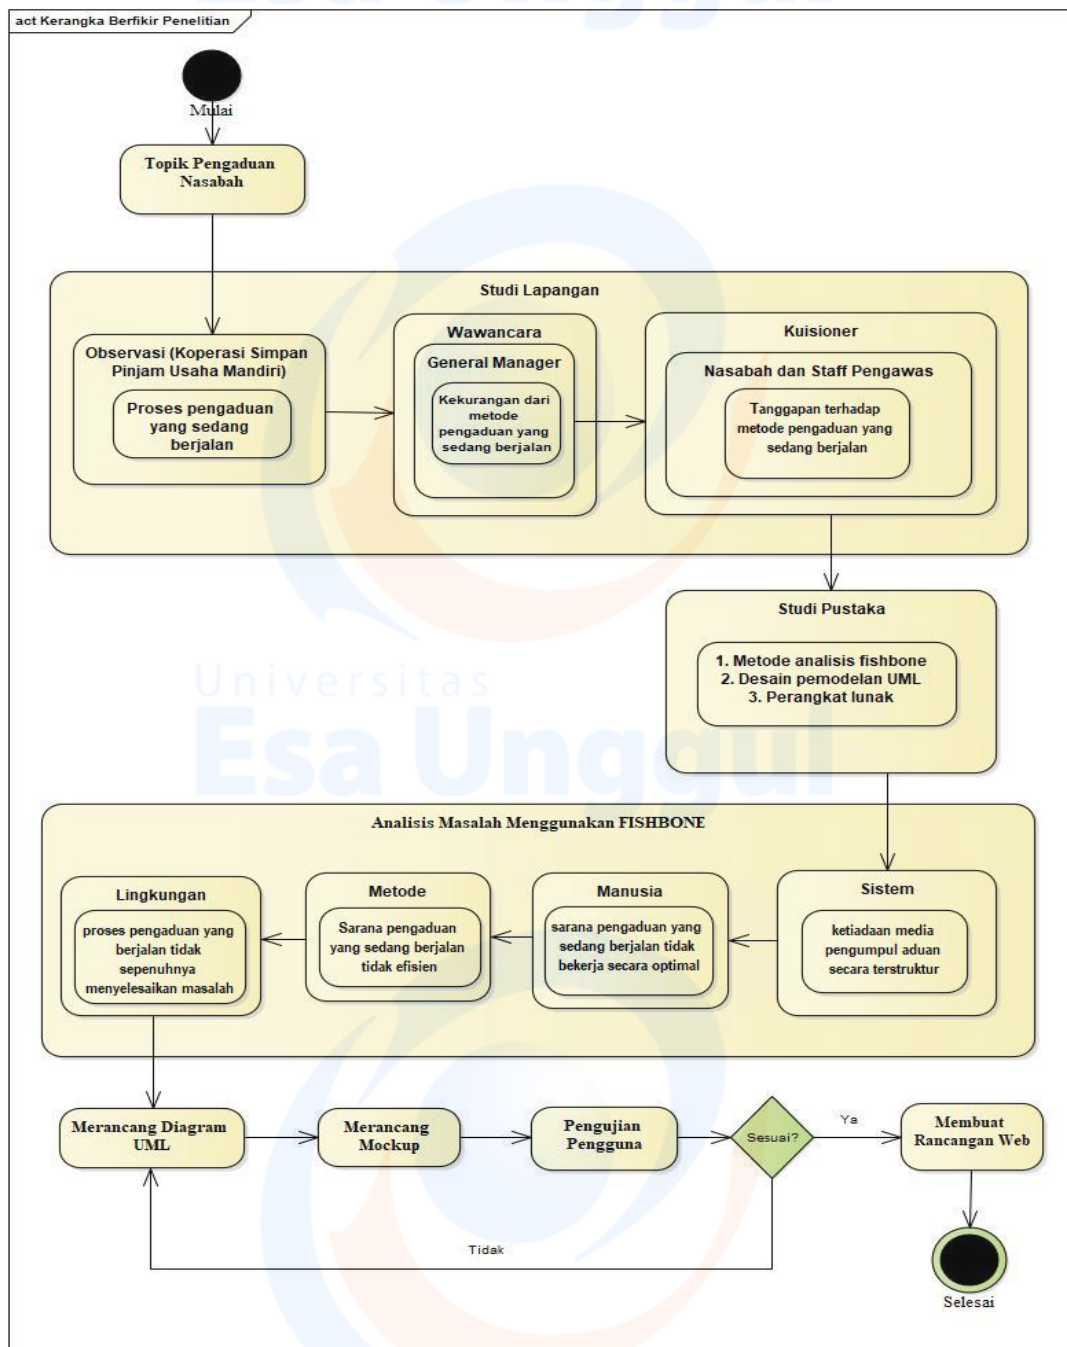 Esa Unggul
act Kerangka Berfikir Penelitian
Mulai
Topik Pengaduan
Nasabah
Studi Lapangan
Observasi (Koperasi Simpan
Pinjam Usaha Mandiri)
Proses pengaduan
yang sedang
berjalan
Wawancara
General Manager
Kekurangan dari
metode
pengaduan yang
sedang berjalan
Kuisioner
Nasabah dan Staff Pengawas
Tanggapan terhadap
metode pengaduan yang
sedang berjalan
Studi Pustaka
1. Metode analisis fishbone
2. Desain pemodelan UML
3. Perangkat lunak
Universitas
Esa Unggul
Analisis Masalah Menggunakan FISHBONE
Lingkungan
proses pengaduan yang
berjalan tidak
sepenuhnya
menyelesaikan masalah
Metode
Sarana pengaduan
yang sedang berjalan
tidak efisien
Manusia
sarana pengaduan yang
sedang berjalan tidak
bekerja secara optimal
Sistem
ketiadaan media
pengumpul aduan
secara terstruktur
Merancang Diagram
UML
Merancang
Mockup
Pengujian
Pengguna
Sesuai?
Ya
Membuat
Rancangan Web
Tidak
Selesai